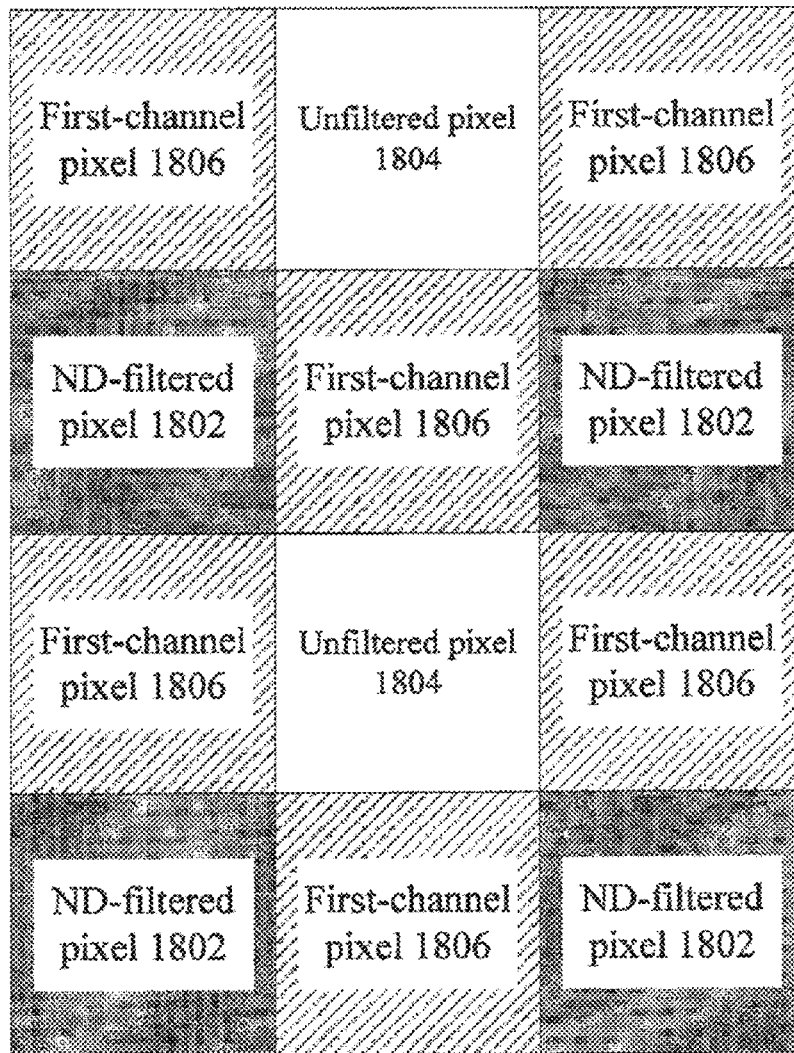 First-channel
pixel 1806
Unfiltered pixel
1804
First-channel
pixel 1806
ND-filtered
pixel 1802
First-channel
pixel 1806
ND-filtered
pixel 1802
First-channel
pixel 1806
Unfiltered pixel
1804
First-channel
pixel 1806
ND-filtered
pixel 1802
First-channel
pixel 1806
ND-filtered
pixel 1802